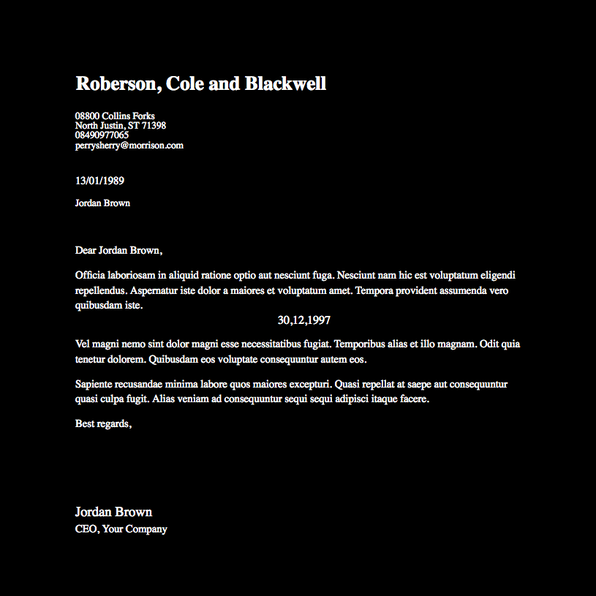 Roberson, Cole and Blackwell
08800 Collins Forks
North Justin, ST 71398
08490977065
perrysherry@morrison.com
13/01/1989
Jordan Brown
Dear Jordan Brown,
Officia laboriosam in aliquid ratione optio aut nesciunt fuga. Nesciunt nam hic est voluptatum eligendi
repellendus. Aspernatur iste dolor a maiores et voluptatum amet. Tempora provident assumenda vero
quibusdam iste.
30,12,1997
Vel magni nemo sint dolor magni esse necessitatibus fugiat. Temporibus alias et illo magnam. Odit quia
tenetur dolorem. Quibusdam eos voluptate consequuntur autem eos.
Sapiente recusandae minima labore quos maiores excepturi. Quasi repellat at saepe aut consequuntur
quasi culpa fugit. Alias veniam ad consequuntur sequi sequi adipisci itaque facere.
Best regards,
Jordan Brown
CEO, Your Company